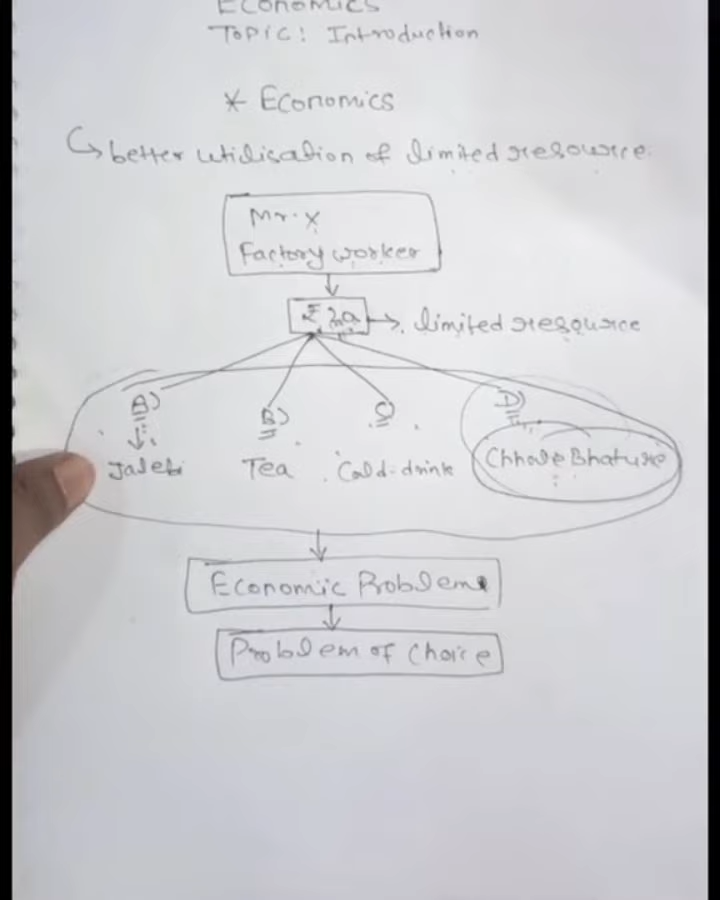 Economics
Topic: Introduction
* Economics
↳ better utilisation of limited resource.
Mr. X
Factory worker
₹ → limited resource
A) B) C) D)
Jalebi Tea Cold-drink Chhole Bhature
Economic Problem
Problem of choice